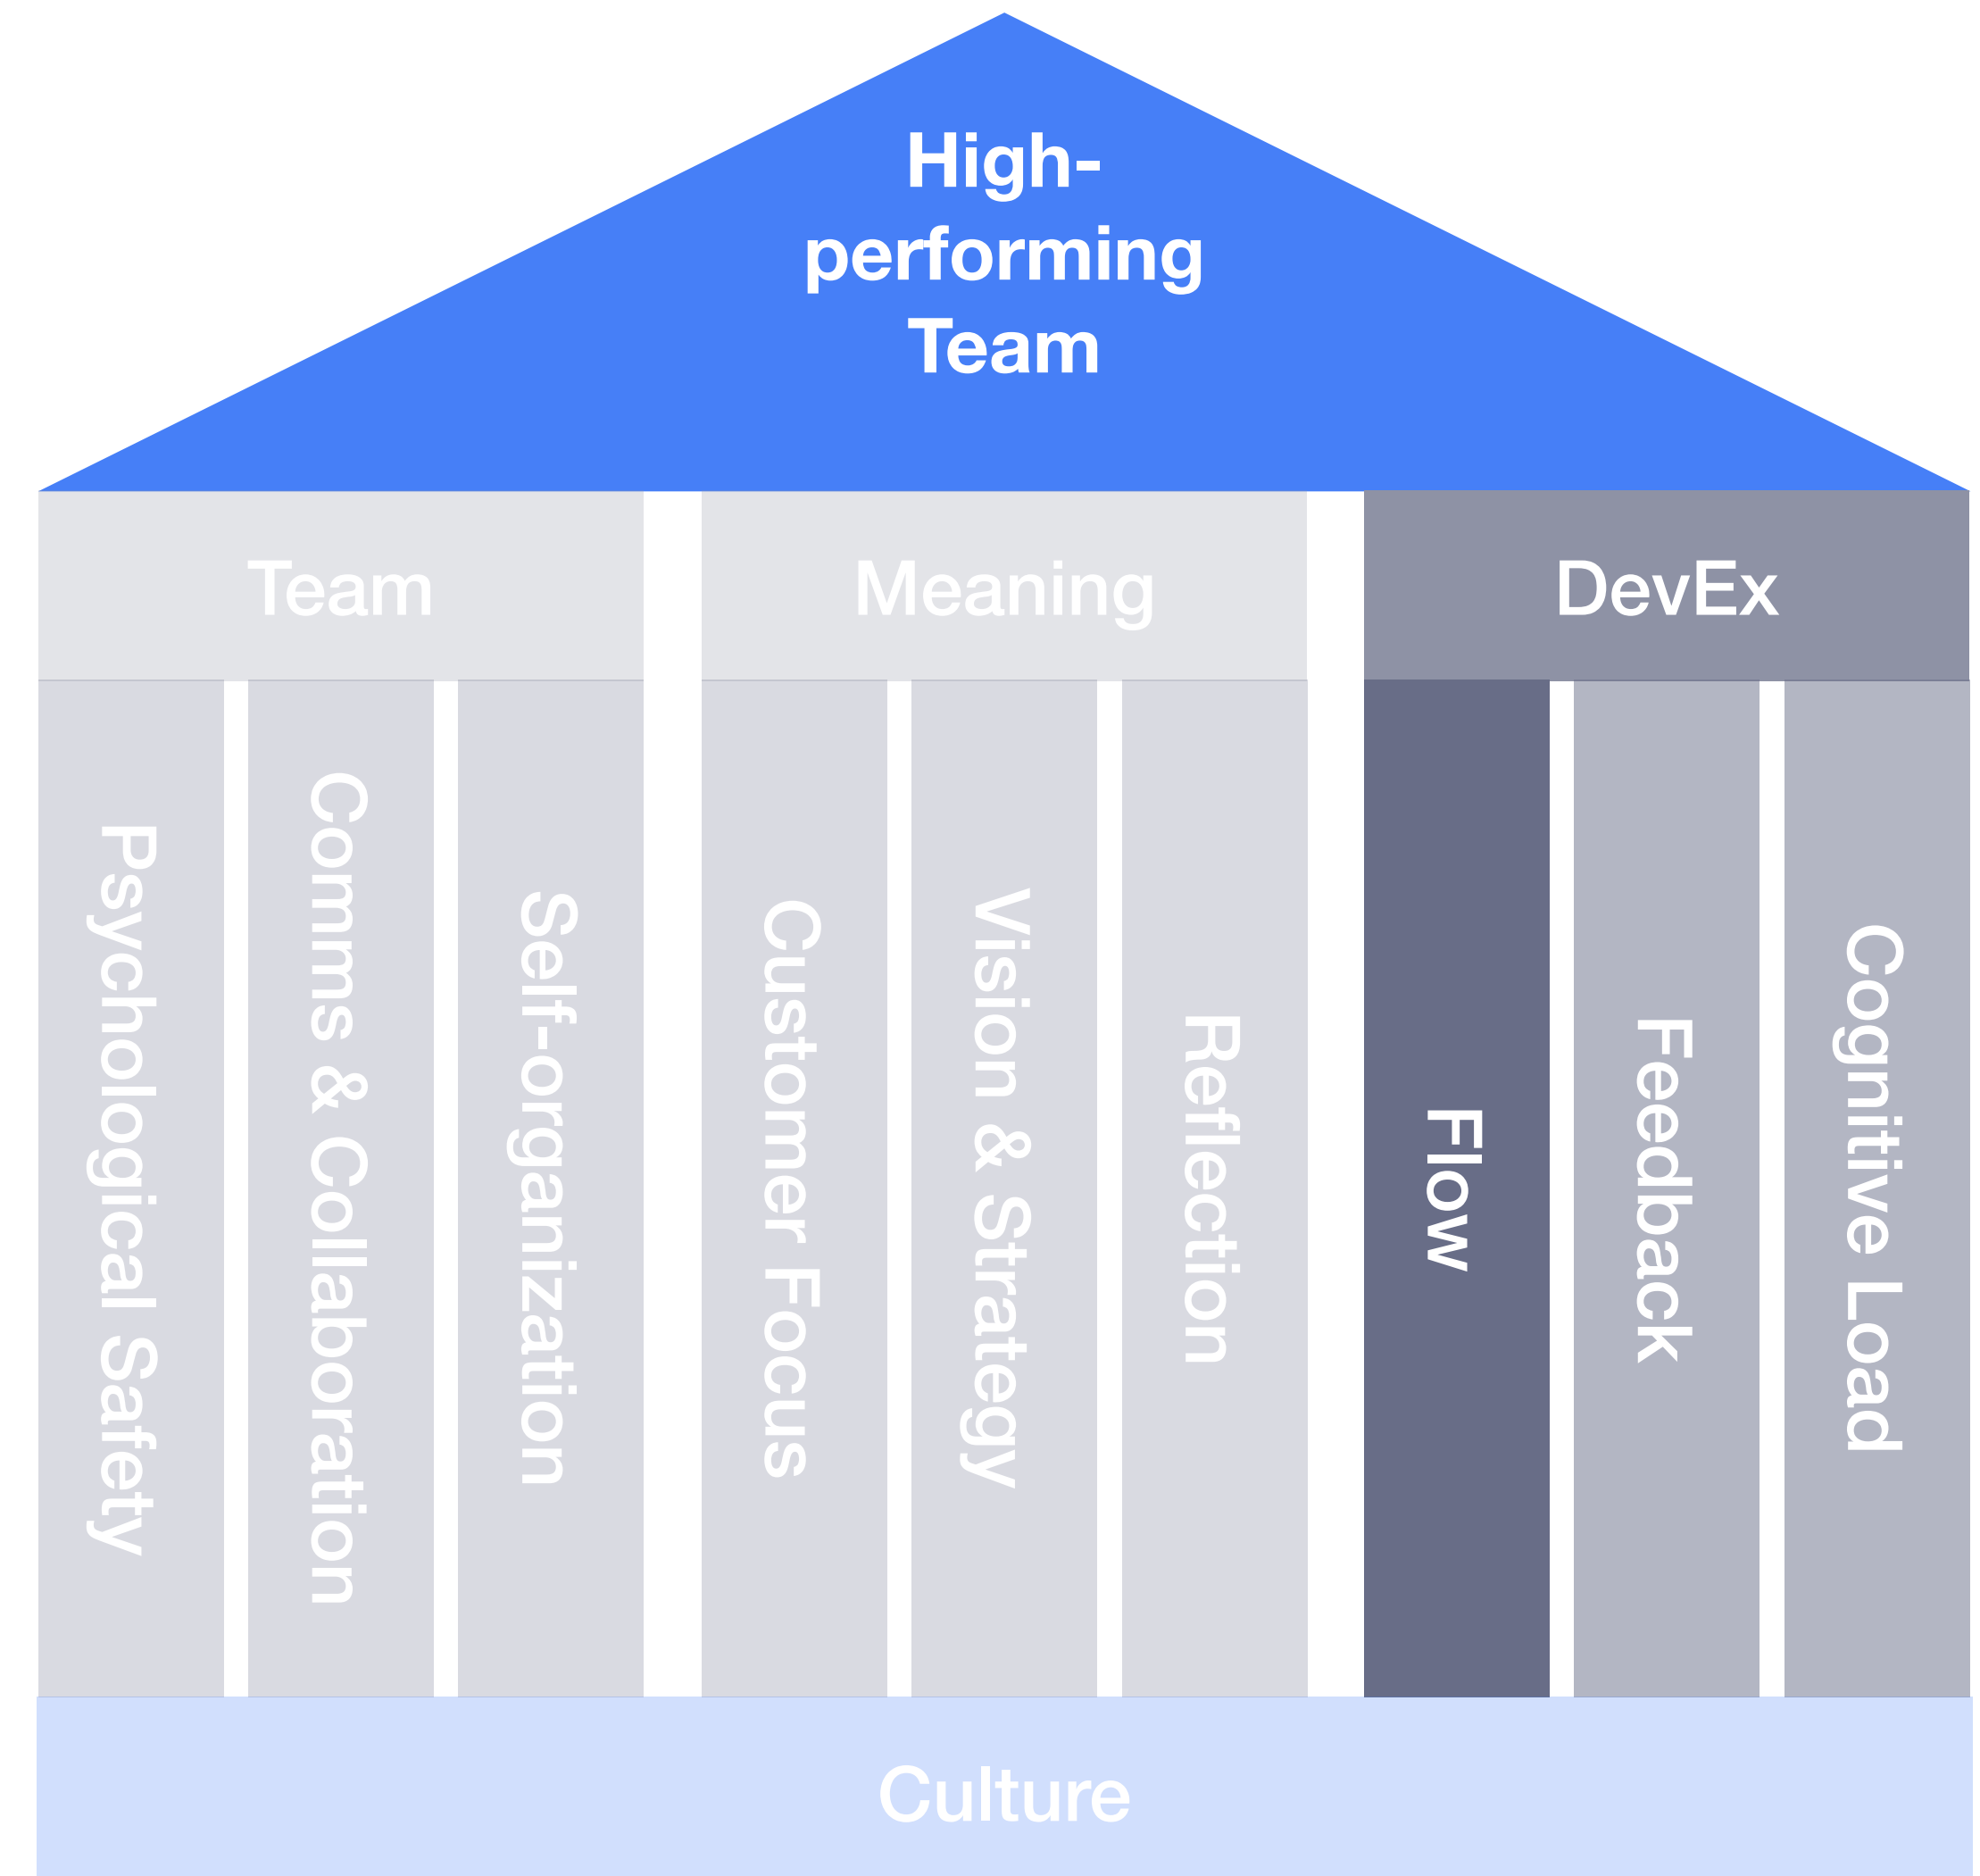 High-
performing
Team
Team
Meaning
DevEx
Psychological Safety
Comms & Collaboration
Self-organization
Customer Focus
Vision & Strategy
Reflection
Flow
Feedback
Cognitive Load
Culture